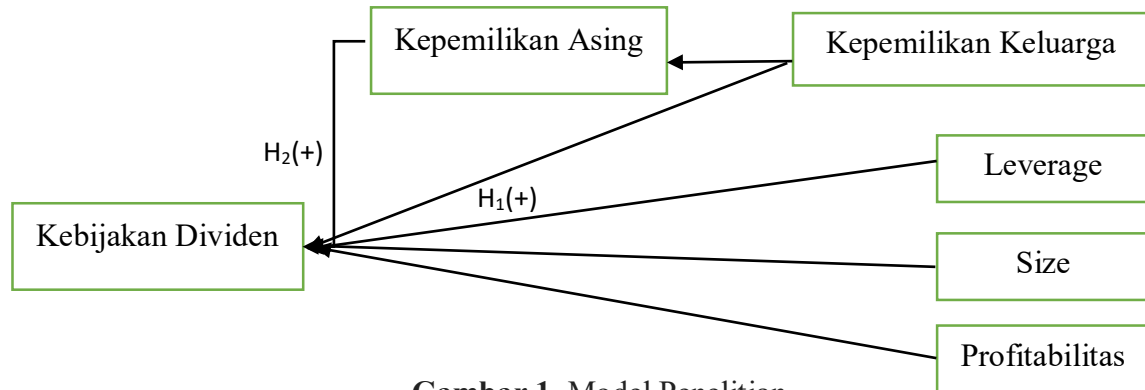 Kepemilikan Asing
Kepemilikan Keluarga
H₂(+)
Leverage
H₁(+)
Kebijakan Dividen
Size
Profitabilitas
Gambar 1. Model Penelitian